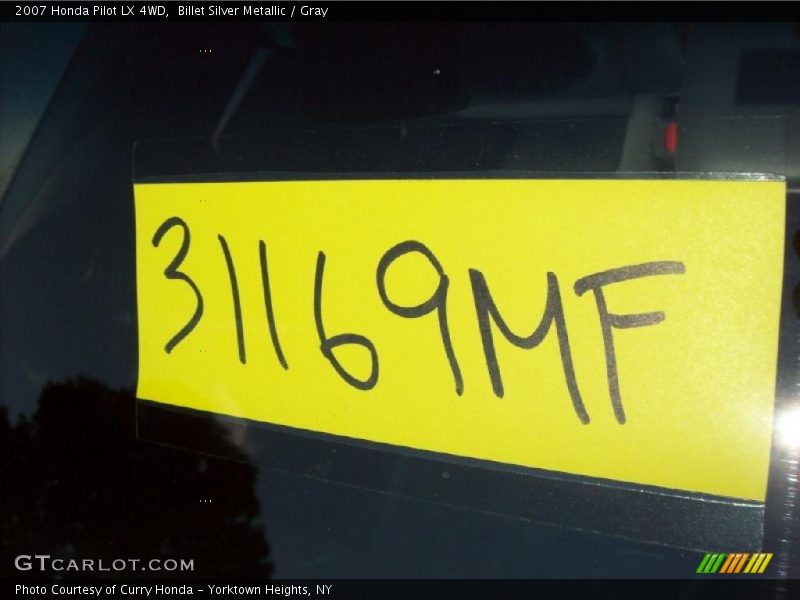 2007 Honda Pilot LX 4WD, Billet Silver Metallic / Gray
31169MF
GTCARLOT.COM
Photo Courtesy of Curry Honda - Yorktown Heights, NY